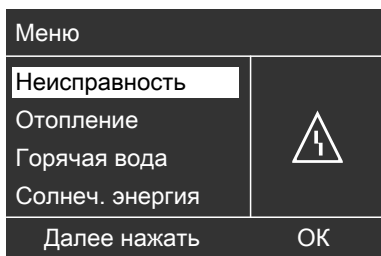 Меню
Неисправность
Отопление
Горячая вода
Солнеч. энергия
Далее нажать OK